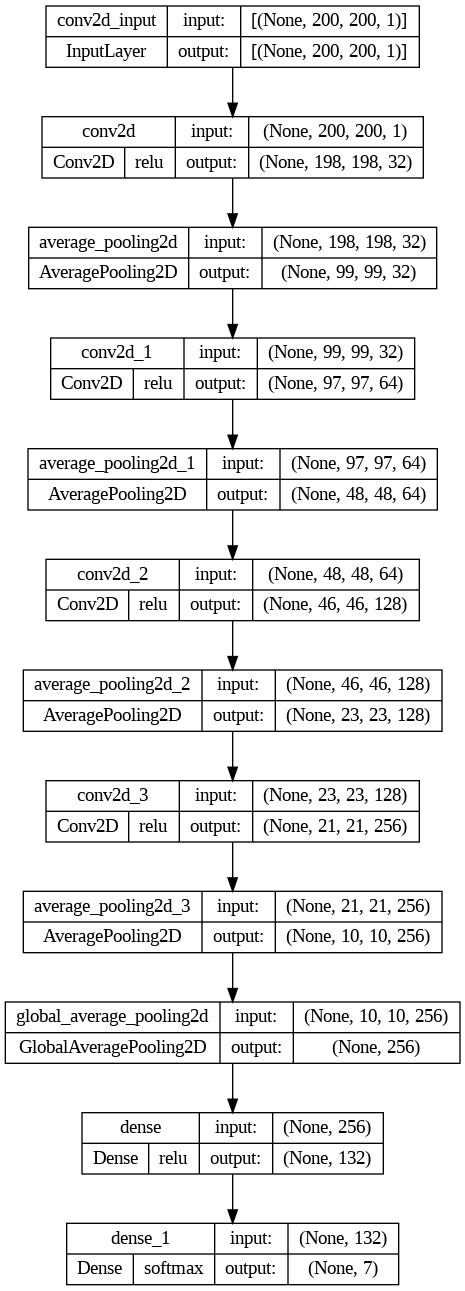 conv2d_input input: [(None, 200, 200, 1)]
InputLayer output: [(None, 200, 200, 1)]
conv2d input: (None, 200, 200, 1)
Conv2D relu output: (None, 198, 198, 32)
average_pooling2d input: (None, 198, 198, 32)
AveragePooling2D output: (None, 99, 99, 32)
conv2d_1 input: (None, 99, 99, 32)
Conv2D relu output: (None, 97, 97, 64)
average_pooling2d_1 input: (None, 97, 97, 64)
AveragePooling2D output: (None, 48, 48, 64)
conv2d_2 input: (None, 48, 48, 64)
Conv2D relu output: (None, 46, 46, 128)
average_pooling2d_2 input: (None, 46, 46, 128)
AveragePooling2D output: (None, 23, 23, 128)
conv2d_3 input: (None, 23, 23, 128)
Conv2D relu output: (None, 21, 21, 256)
average_pooling2d_3 input: (None, 21, 21, 256)
AveragePooling2D output: (None, 10, 10, 256)
global_average_pooling2d input: (None, 10, 10, 256)
GlobalAveragePooling2D output: (None, 256)
dense input: (None, 256)
Dense relu output: (None, 132)
dense_1 input: (None, 132)
Dense softmax output: (None, 7)